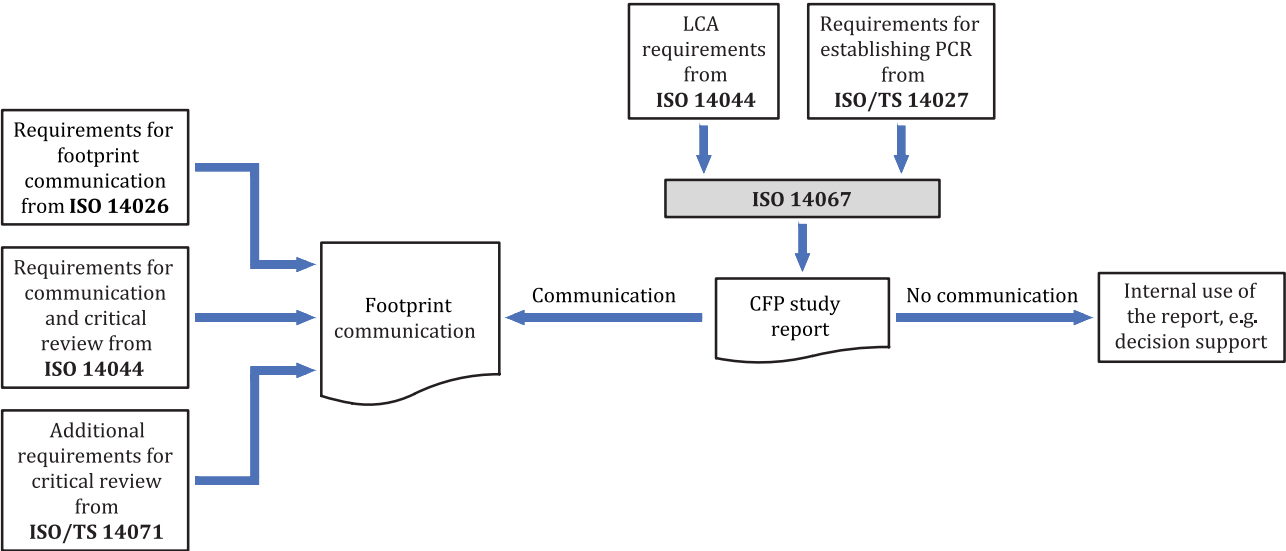 LCA
requirements
from
ISO 14044
Requirements for
establishing PCR
from
ISO/TS 14027
Requirements for
footprint
communication
from ISO 14026
ISO 14067
Requirements for
communication
and critical
review from
ISO 14044
Footprint
communication
Communication
CFP study
report
No communication
Internal use of
the report, e.g.
decision support
Additional
requirements for
critical review
from
ISO/TS 14071